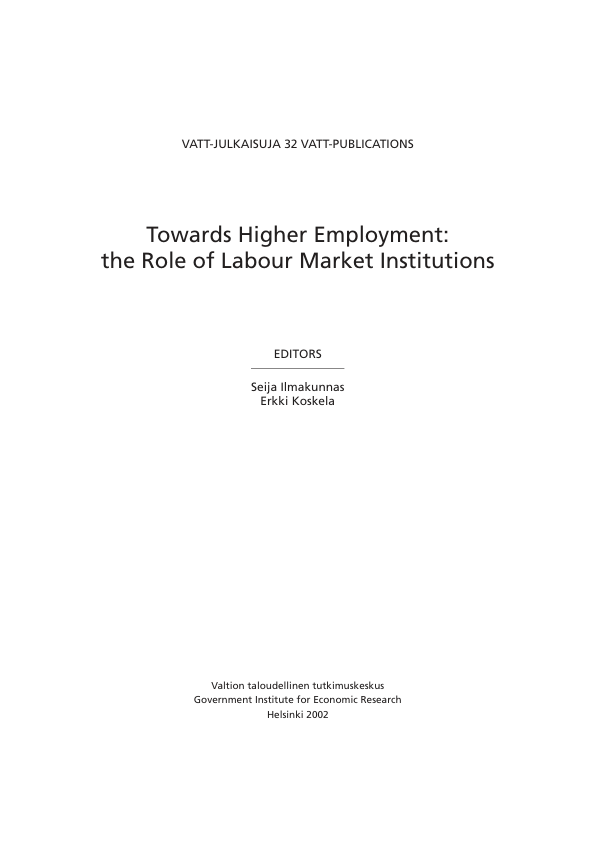 VATT-JULKAISUJA 32 VATT-PUBLICATIONS
Towards Higher Employment:
the Role of Labour Market Institutions
EDITORS
Seija Ilmakunnas
Erkki Koskela
Valtion taloudellinen tutkimuskeskus
Government Institute for Economic Research
Helsinki 2002